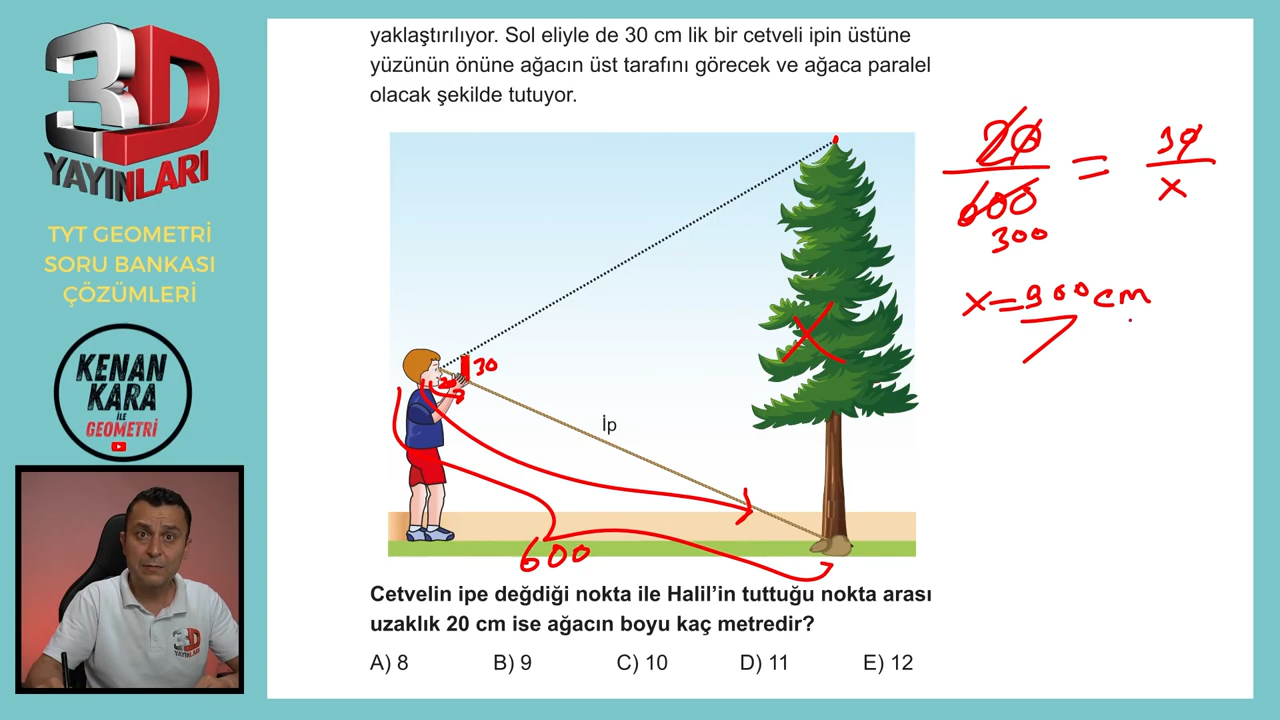 3D
YAYINLARI
TYT GEOMETRİ
SORU BANKASI
ÇÖZÜMLERİ
KENAN
KARA
İLE
GEOMETRİ
3D
YAYINLARI
yaklaştırılıyor. Sol eliyle de 30 cm lik bir cetveli ipin üstüne
yüzünün önüne ağacın üst tarafını görecek ve ağaca paralel
olacak şekilde tutuyor.
30
20
İp
x
600
20/600 = 30/x
300
x=900cm
Cetvelin ipe değdiği nokta ile Halil'in tuttuğu nokta arası
uzaklık 20 cm ise ağacın boyu kaç metredir?
A) 8 B) 9 C) 10 D) 11 E) 12